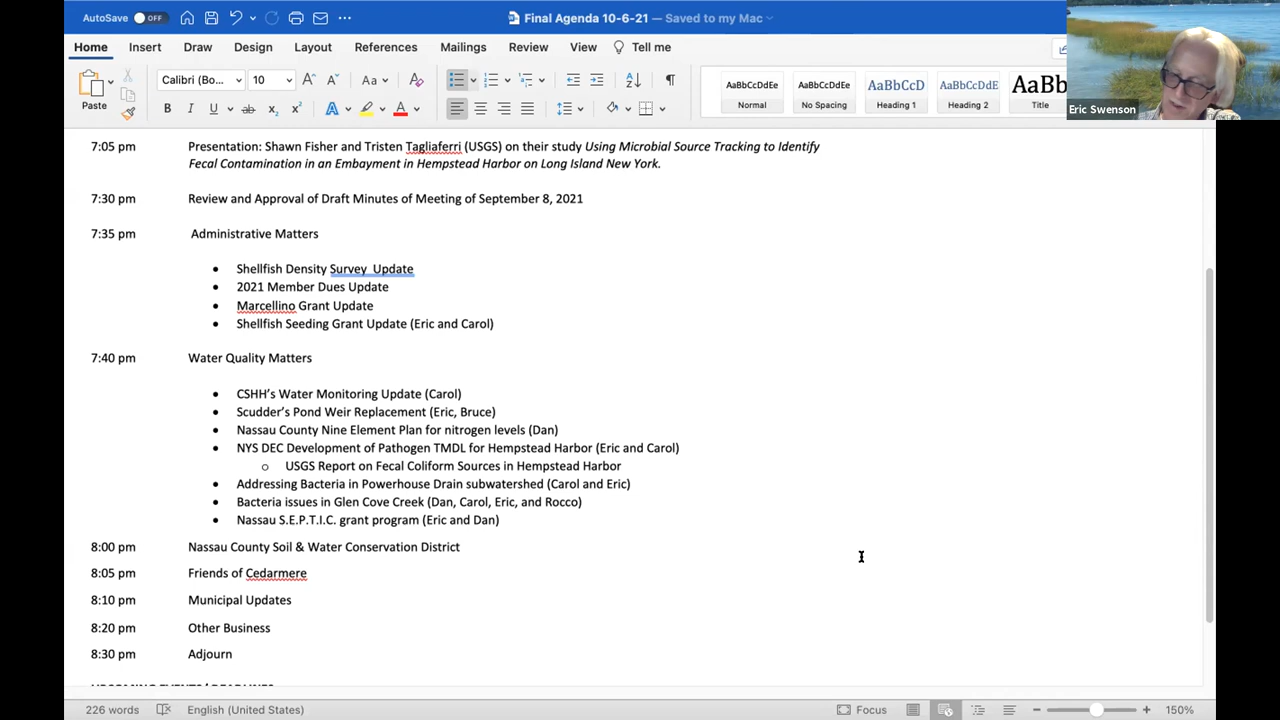 AutoSave OFF
Final Agenda 10-6-21 — Saved to my Mac
Home Insert Draw Design Layout References Mailings Review View Tell me
Paste
Calibri (Bo... 10
AaBbCcDdEe AaBbCcDdEe AaBbCcD AaBbCcDdE AaBb
Normal No Spacing Heading 1 Heading 2 Title
Eric Swenson
7:05 pm Presentation: Shawn Fisher and Tristen Tagliaferri (USGS) on their study Using Microbial Source Tracking to Identify
Fecal Contamination in an Embayment in Hempstead Harbor on Long Island New York.
7:30 pm Review and Approval of Draft Minutes of Meeting of September 8, 2021
7:35 pm Administrative Matters
• Shellfish Density Survey  Update
• 2021 Member Dues Update
• Marcellino Grant Update
• Shellfish Seeding Grant Update (Eric and Carol)
7:40 pm Water Quality Matters
• CSHH's Water Monitoring Update (Carol)
• Scudder's Pond Weir Replacement (Eric, Bruce)
• Nassau County Nine Element Plan for nitrogen levels (Dan)
• NYS DEC Development of Pathogen TMDL for Hempstead Harbor (Eric and Carol)
o USGS Report on Fecal Coliform Sources in Hempstead Harbor
• Addressing Bacteria in Powerhouse Drain subwatershed (Carol and Eric)
• Bacteria issues in Glen Cove Creek (Dan, Carol, Eric, and Rocco)
• Nassau S.E.P.T.I.C. grant program (Eric and Dan)
8:00 pm Nassau County Soil & Water Conservation District
8:05 pm Friends of Cedarmere
8:10 pm Municipal Updates
8:20 pm Other Business
8:30 pm Adjourn
226 words English (United States) Focus 150%